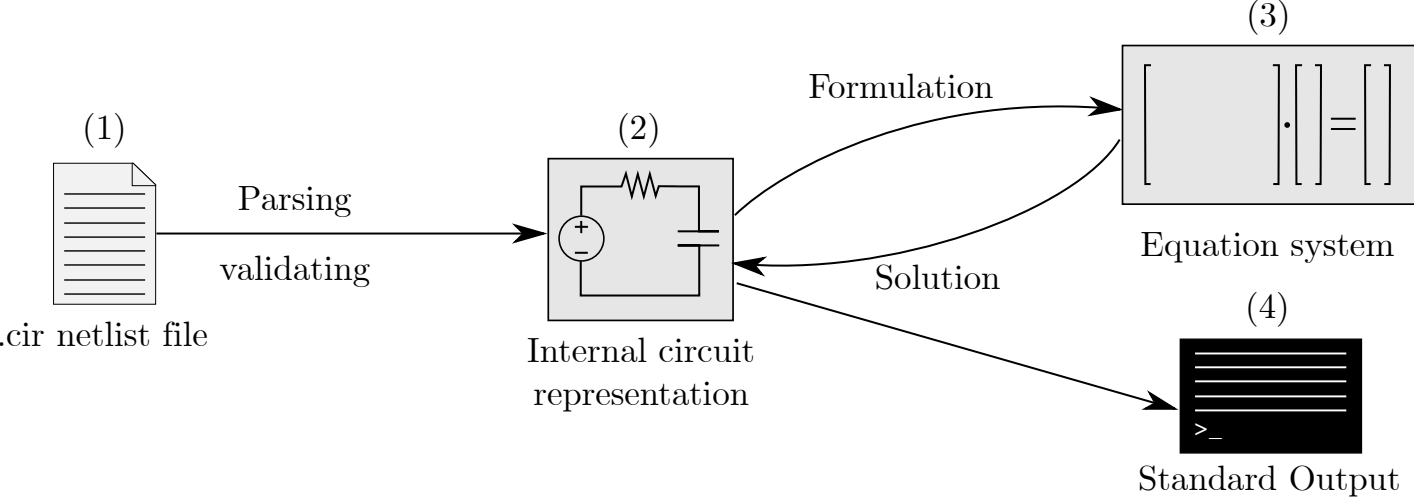 (1)
.cir netlist file
Parsing
validating
(2)
+
−
Internal circuit
representation
Formulation
Solution
(3)
[ ] · [ ] = [ ]
Equation system
(4)
>_
Standard Output